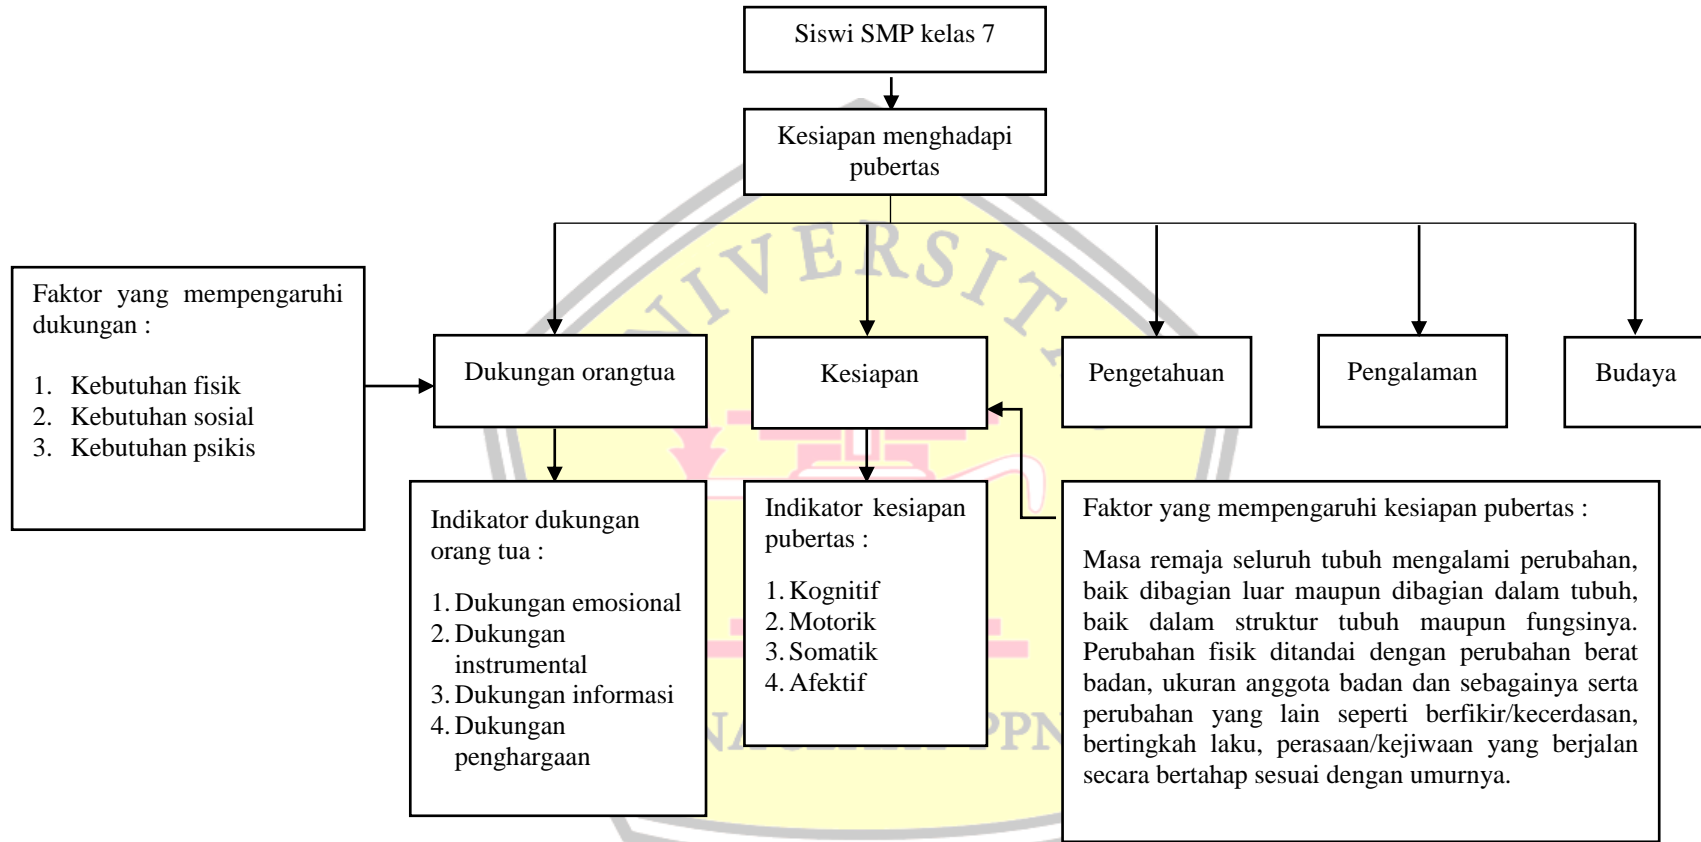 Siswi SMP kelas 7
Kesiapan menghadapi
pubertas
Faktor yang mempengaruhi
dukungan :
1. Kebutuhan fisik
2. Kebutuhan sosial
3. Kebutuhan psikis
Dukungan orangtua
Kesiapan
Pengetahuan
Pengalaman
Budaya
Indikator dukungan
orang tua :
1. Dukungan emosional
2. Dukungan
instrumental
3. Dukungan informasi
4. Dukungan
penghargaan
Indikator kesiapan
pubertas :
1. Kognitif
2. Motorik
3. Somatik
4. Afektif
Faktor yang mempengaruhi kesiapan pubertas :
Masa remaja seluruh tubuh mengalami perubahan,
baik dibagian luar maupun dibagian dalam tubuh,
baik dalam struktur tubuh maupun fungsinya.
Perubahan fisik ditandai dengan perubahan berat
badan, ukuran anggota badan dan sebagainya serta
perubahan yang lain seperti berfikir/kecerdasan,
bertingkah laku, perasaan/kejiwaan yang berjalan
secara bertahap sesuai dengan umurnya.